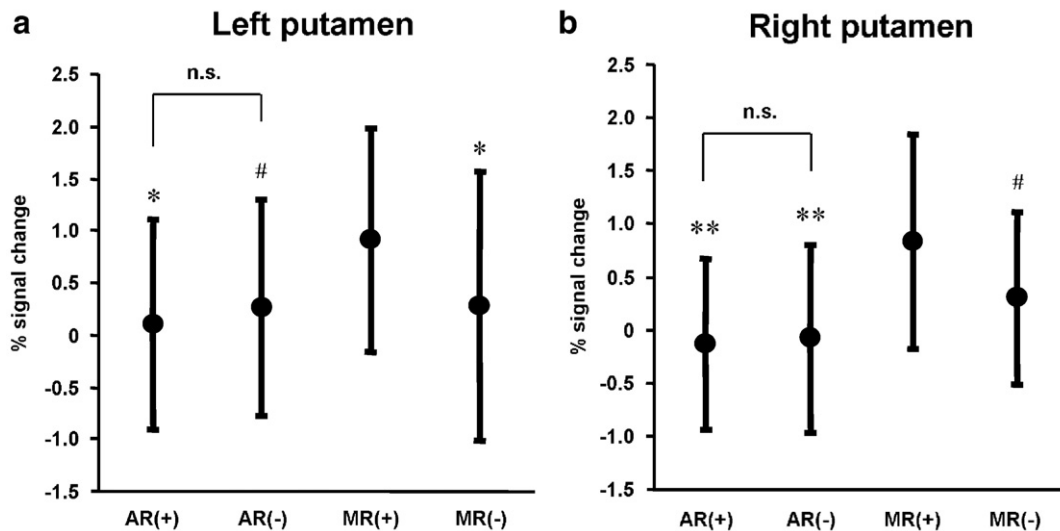 a
Left putamen
% signal change
2.5
2.0
1.5
1.0
0.5
0
-0.5
-1.0
-1.5
n.s.
*
#
*
AR(+) AR(-) MR(+) MR(-)
b
Right putamen
% signal change
2.5
2.0
1.5
1.0
0.5
0
-0.5
-1.0
-1.5
n.s.
**
**
#
AR(+) AR(-) MR(+) MR(-)